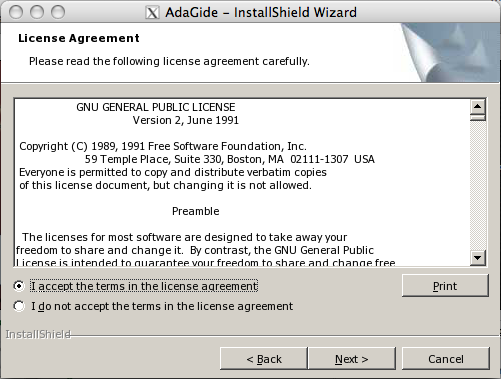 AdaGide – InstallShield Wizard
License Agreement
Please read the following license agreement carefully.
GNU GENERAL PUBLIC LICENSE
Version 2, June 1991
Copyright (C) 1989, 1991 Free Software Foundation, Inc.
59 Temple Place, Suite 330, Boston, MA  02111-1307  USA
Everyone is permitted to copy and distribute verbatim copies
of this license document, but changing it is not allowed.
Preamble
The licenses for most software are designed to take away your
freedom to share and change it.  By contrast, the GNU General Public
License is intended to guarantee your freedom to share and change free
I accept the terms in the license agreement
Print
I do not accept the terms in the license agreement
InstallShield
< Back
Next >
Cancel